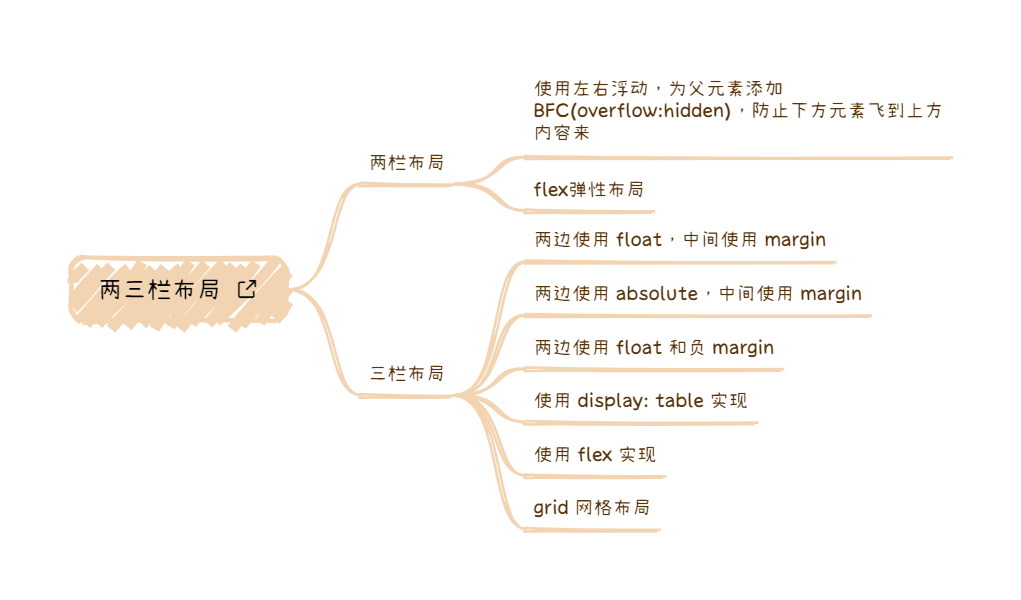 使用左右浮动，为父元素添加
BFC(overflow:hidden)，防止下方元素飞到上方
内容来
两栏布局
flex弹性布局
两边使用 float，中间使用 margin
两三栏布局
两边使用 absolute，中间使用 margin
两边使用 float 和负 margin
三栏布局
使用 display: table 实现
使用 flex 实现
grid 网格布局